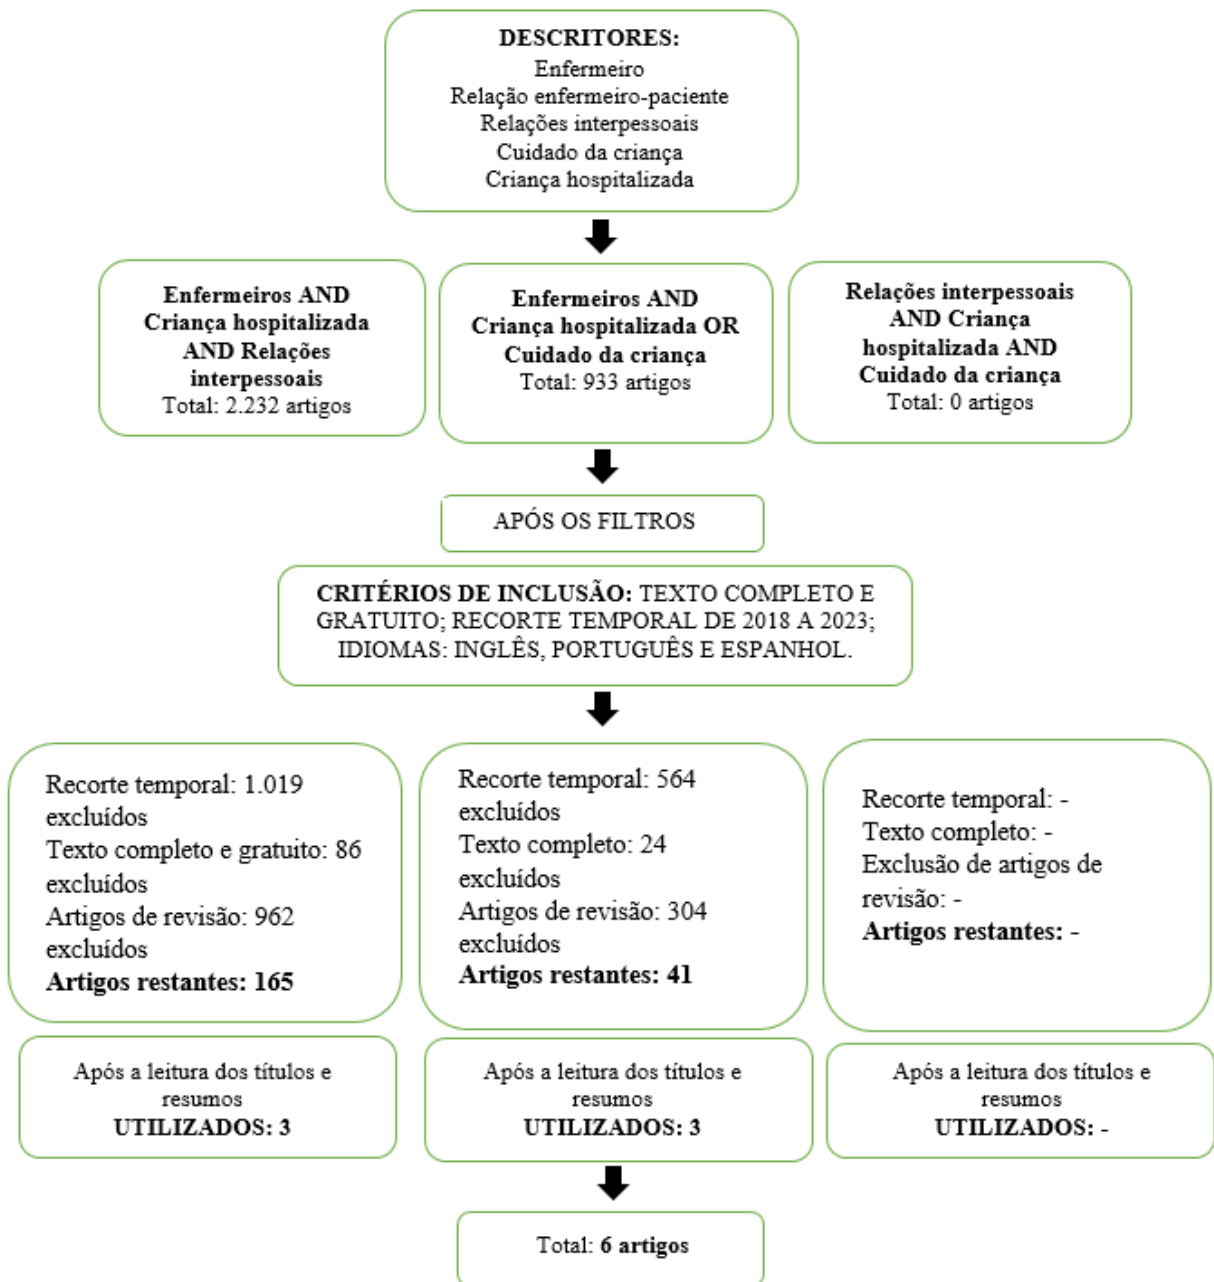 DESCRITORES:
Enfermeiro
Relação enfermeiro-paciente
Relações interpessoais
Cuidado da criança
Criança hospitalizada
Enfermeiros AND
Criança hospitalizada
AND Relações
interpessoais
Total: 2.232 artigos
Enfermeiros AND
Criança hospitalizada OR
Cuidado da criança
Total: 933 artigos
Relações interpessoais
AND Criança
hospitalizada AND
Cuidado da criança
Total: 0 artigos
APÓS OS FILTROS
CRITÉRIOS DE INCLUSÃO: TEXTO COMPLETO E
GRATUITO; RECORTE TEMPORAL DE 2018 A 2023;
IDIOMAS: INGLÊS, PORTUGUÊS E ESPANHOL.
Recorte temporal: 1.019
excluídos
Texto completo e gratuito: 86
excluídos
Artigos de revisão: 962
excluídos
Artigos restantes: 165
Recorte temporal: 564
excluídos
Texto completo: 24
excluídos
Artigos de revisão: 304
excluídos
Artigos restantes: 41
Recorte temporal: -
Texto completo: -
Exclusão de artigos de
revisão: -
Artigos restantes: -
Após a leitura dos títulos e
resumos
UTILIZADOS: 3
Após a leitura dos títulos e
resumos
UTILIZADOS: 3
Após a leitura dos títulos e
resumos
UTILIZADOS: -
Total: 6 artigos